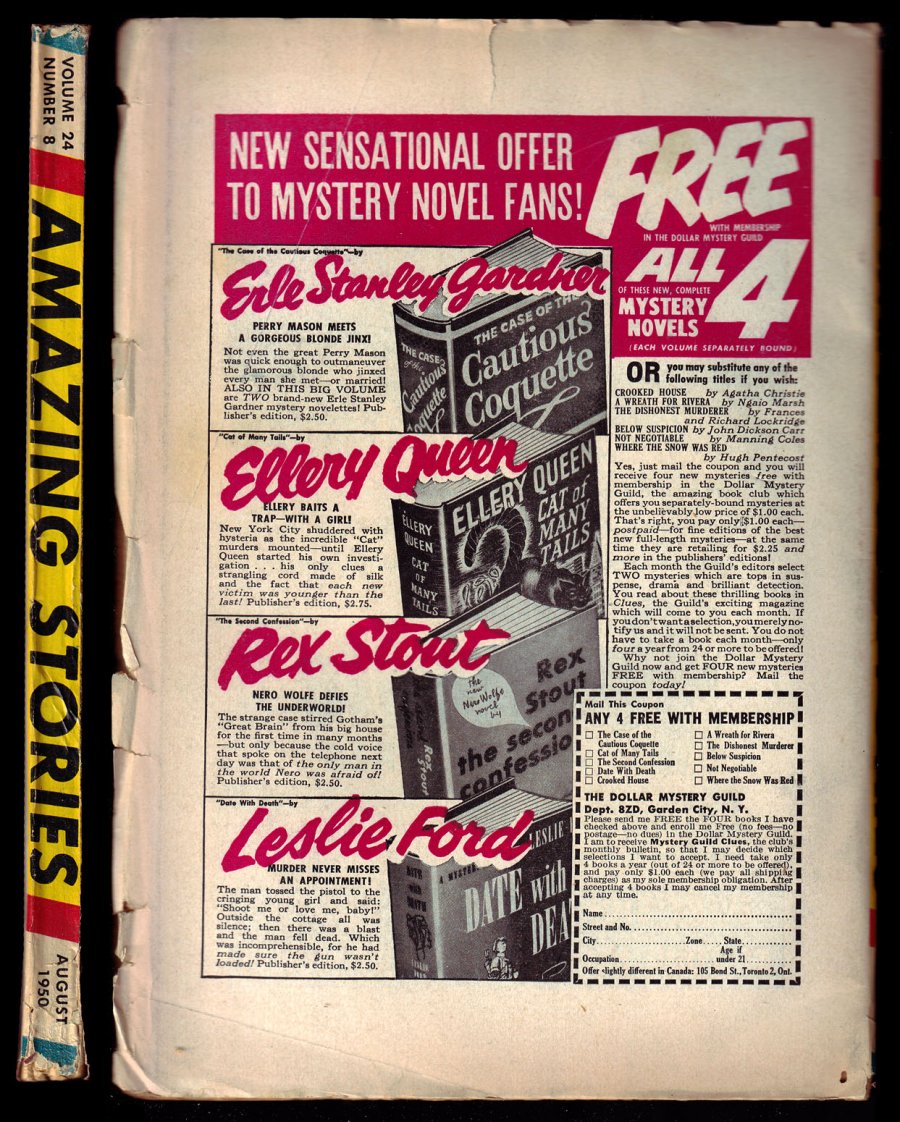 VOLUME 24
NUMBER 8
AMAZING STORIES
AUGUST
1950
NEW SENSATIONAL OFFER
TO MYSTERY NOVEL FANS!
FREE
WITH MEMBERSHIP
IN THE DOLLAR MYSTERY GUILD
ALL 4
OF THESE NEW, COMPLETE
MYSTERY
NOVELS
(EACH VOLUME SEPARATELY BOUND)
"The Case of the Cautious Coquette"—by
Erle Stanley Gardner
PERRY MASON MEETS
A GORGEOUS BLONDE JINX!
Not even the great Perry Mason
was quick enough to outmaneuver
the glamorous blonde who jinxed
every man she met—or married!
ALSO IN THIS BIG VOLUME
are TWO brand-new Erle Stanley
Gardner mystery novelettes! Pub-
lisher's edition, $2.50.
THE CASE OF THE
Cautious
Coquette
THE CASE
of the
Cautious
Coquette
"Cat of Many Tails"—by
Ellery Queen
ELLERY BAITS A
TRAP—WITH A GIRL!
New York City shuddered with
hysteria as the incredible "Cat"
murders mounted—until Ellery
Queen started his own investi-
gation . . . his only clues a
strangling cord made of silk
and the fact that each new
victim was younger than the
last! Publisher's edition, $2.75.
ELLERY
QUEEN
CAT
OF
MANY
TAILS
ELLERY QUEEN
CAT of
MANY
TAILS
"The Second Confession"—by
Rex Stout
NERO WOLFE DEFIES
THE UNDERWORLD!
The strange case stirred Gotham's
"Great Brain" from his big house
for the first time in many months
—but only because the cold voice
that spoke on the telephone next
day was that of the only man in
the world Nero was afraid of!
Publisher's edition, $2.50.
the
new
Nero Wolfe
novel
by
Rex
Stout
the second
confession
Rex
Stout
"Date With Death"—by
Leslie Ford
MURDER NEVER MISSES
AN APPOINTMENT!
The man tossed the pistol to the
cringing young girl and said:
"Shoot me or love me, baby!"
Outside the cottage all was
silence; then there was a blast
and the man fell dead. Which
was incomprehensible, for he had
made sure the gun wasn't
loaded! Publisher's edition, $2.50.
DATE
with
DEATH
A MYSTERY
LESLIE
DATE with
DEA
OR you may substitute any of the
following titles if you wish:
CROOKED HOUSE by Agatha Christie
A WREATH FOR RIVERA by Ngaio Marsh
THE DISHONEST MURDERER by Frances
and Richard Lockridge
BELOW SUSPICION by John Dickson Carr
NOT NEGOTIABLE by Manning Coles
WHERE THE SNOW WAS RED
by Hugh Pentecost
Yes, just mail the coupon and you will
receive four new mysteries free with
membership in the Dollar Mystery
Guild, the amazing book club which
offers you separately-bound mysteries at
the unbelievably low price of $1.00 each.
That's right, you pay only $1.00 each—
postpaid—for fine editions of the best
new full-length mysteries—at the same
time they are retailing for $2.25 and
more in the publishers' editions!
Each month the Guild's editors select
TWO mysteries which are tops in sus-
pense, drama and brilliant detection.
You read about these thrilling books in
Clues, the Guild's exciting magazine
which will come to you each month. If
you don't want a selection, you merely no-
tify us and it will not be sent. You do not
have to take a book each month—only
four a year from 24 or more to be offered!
Why not join the Dollar Mystery
Guild now and get FOUR new mysteries
FREE with membership? Mail the
coupon today!
Mail This Coupon
ANY 4 FREE WITH MEMBERSHIP
The Case of the
Cautious Coquette
Cat of Many Tails
The Second Confession
Date With Death
Crooked House
A Wreath for Rivera
The Dishonest Murderer
Below Suspicion
Not Negotiable
Where the Snow Was Red
THE DOLLAR MYSTERY GUILD
Dept. 8ZD, Garden City, N. Y.
Please send me FREE the FOUR books I have
checked above and enroll me Free (no fees—no
postage—no dues) in the Dollar Mystery Guild.
I am to receive Mystery Guild Clues, the club's
monthly bulletin, so that I may decide which
selections I want to accept. I need take only
4 books a year (out of 24 or more to be offered),
and pay only $1.00 each (we pay all shipping
charges) as my sole membership obligation. After
accepting 4 books I may cancel my membership
at any time.
Name
Street and No.
City Zone State
Occupation Age if under 21
Offer slightly different in Canada: 105 Bond St., Toronto 2, Ont.